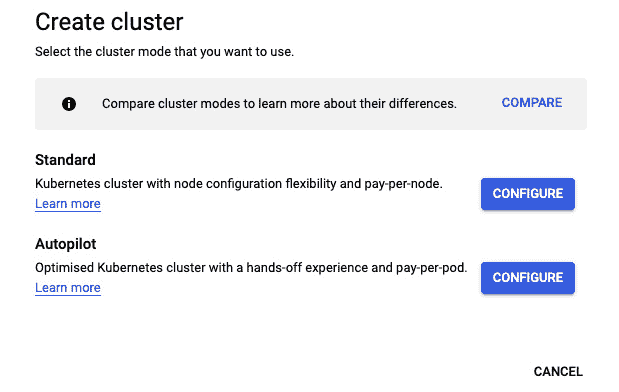 Create cluster
Select the cluster mode that you want to use.
Compare cluster modes to learn more about their differences. COMPARE
Standard
Kubernetes cluster with node configuration flexibility and pay-per-node.
Learn more
CONFIGURE
Autopilot
Optimised Kubernetes cluster with a hands-off experience and pay-per-pod.
Learn more
CONFIGURE
CANCEL